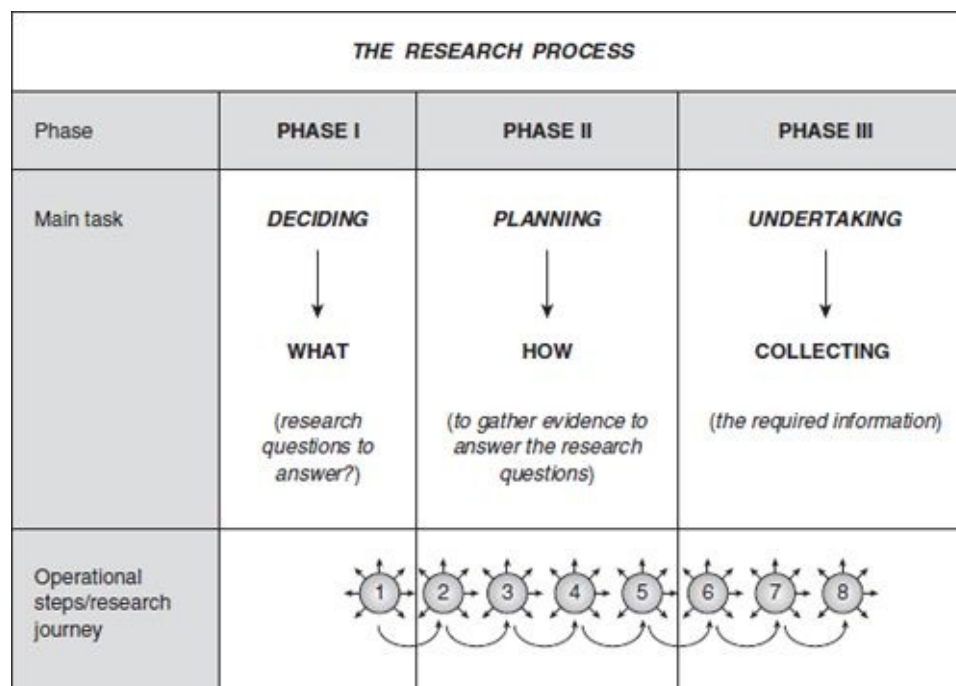 THE RESEARCH PROCESS
Phase
PHASE I
PHASE II
PHASE III
Main task
DECIDING
PLANNING
UNDERTAKING
WHAT
HOW
COLLECTING
(research
questions to
answer?)
(to gather evidence to
answer the research
questions)
(the required information)
Operational
steps/research
journey
1 2 3 4 5 6 7 8